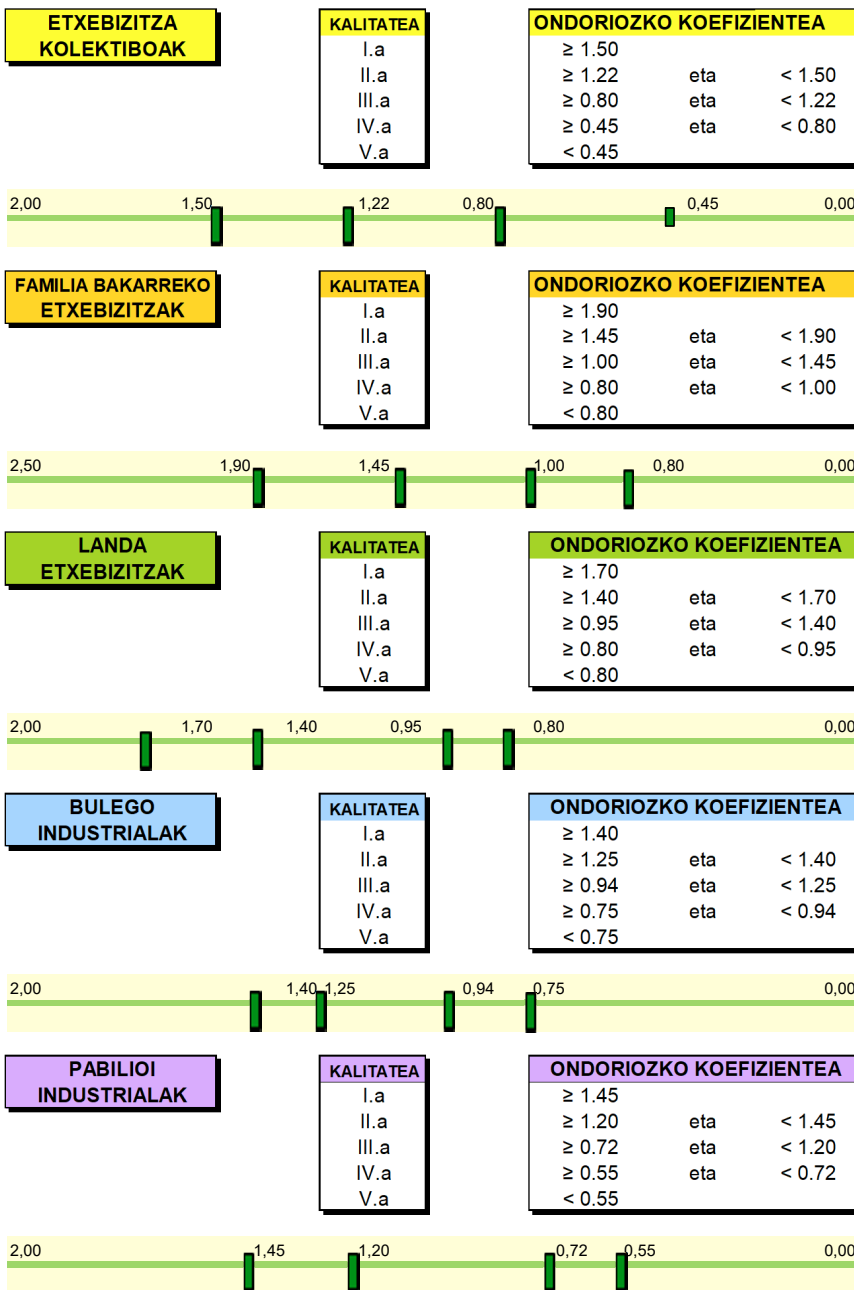 ETXEBIZITZA
KOLEKTIBOAK
KALITATEA ONDORIOZKO KOEFIZIENTEA
I.a ≥ 1.50
II.a ≥ 1.22 eta < 1.50
III.a ≥ 0.80 eta < 1.22
IV.a ≥ 0.45 eta < 0.80
V.a < 0.45
2,00 1,50 1,22 0,80 0,45 0,00
FAMILIA BAKARREKO
ETXEBIZITZAK
KALITATEA ONDORIOZKO KOEFIZIENTEA
I.a ≥ 1.90
II.a ≥ 1.45 eta < 1.90
III.a ≥ 1.00 eta < 1.45
IV.a ≥ 0.80 eta < 1.00
V.a < 0.80
2,50 1,90 1,45 1,00 0,80 0,00
LANDA
ETXEBIZITZAK
KALITATEA ONDORIOZKO KOEFIZIENTEA
I.a ≥ 1.70
II.a ≥ 1.40 eta < 1.70
III.a ≥ 0.95 eta < 1.40
IV.a ≥ 0.80 eta < 0.95
V.a < 0.80
2,00 1,70 1,40 0,95 0,80 0,00
BULEGO
INDUSTRIALAK
KALITATEA ONDORIOZKO KOEFIZIENTEA
I.a ≥ 1.40
II.a ≥ 1.25 eta < 1.40
III.a ≥ 0.94 eta < 1.25
IV.a ≥ 0.75 eta < 0.94
V.a < 0.75
2,00 1,40 1,25 0,94 0,75 0,00
PABILIOI
INDUSTRIALAK
KALITATEA ONDORIOZKO KOEFIZIENTEA
I.a ≥ 1.45
II.a ≥ 1.20 eta < 1.45
III.a ≥ 0.72 eta < 1.20
IV.a ≥ 0.55 eta < 0.72
V.a < 0.55
2,00 1,45 1,20 0,72 0,55 0,00